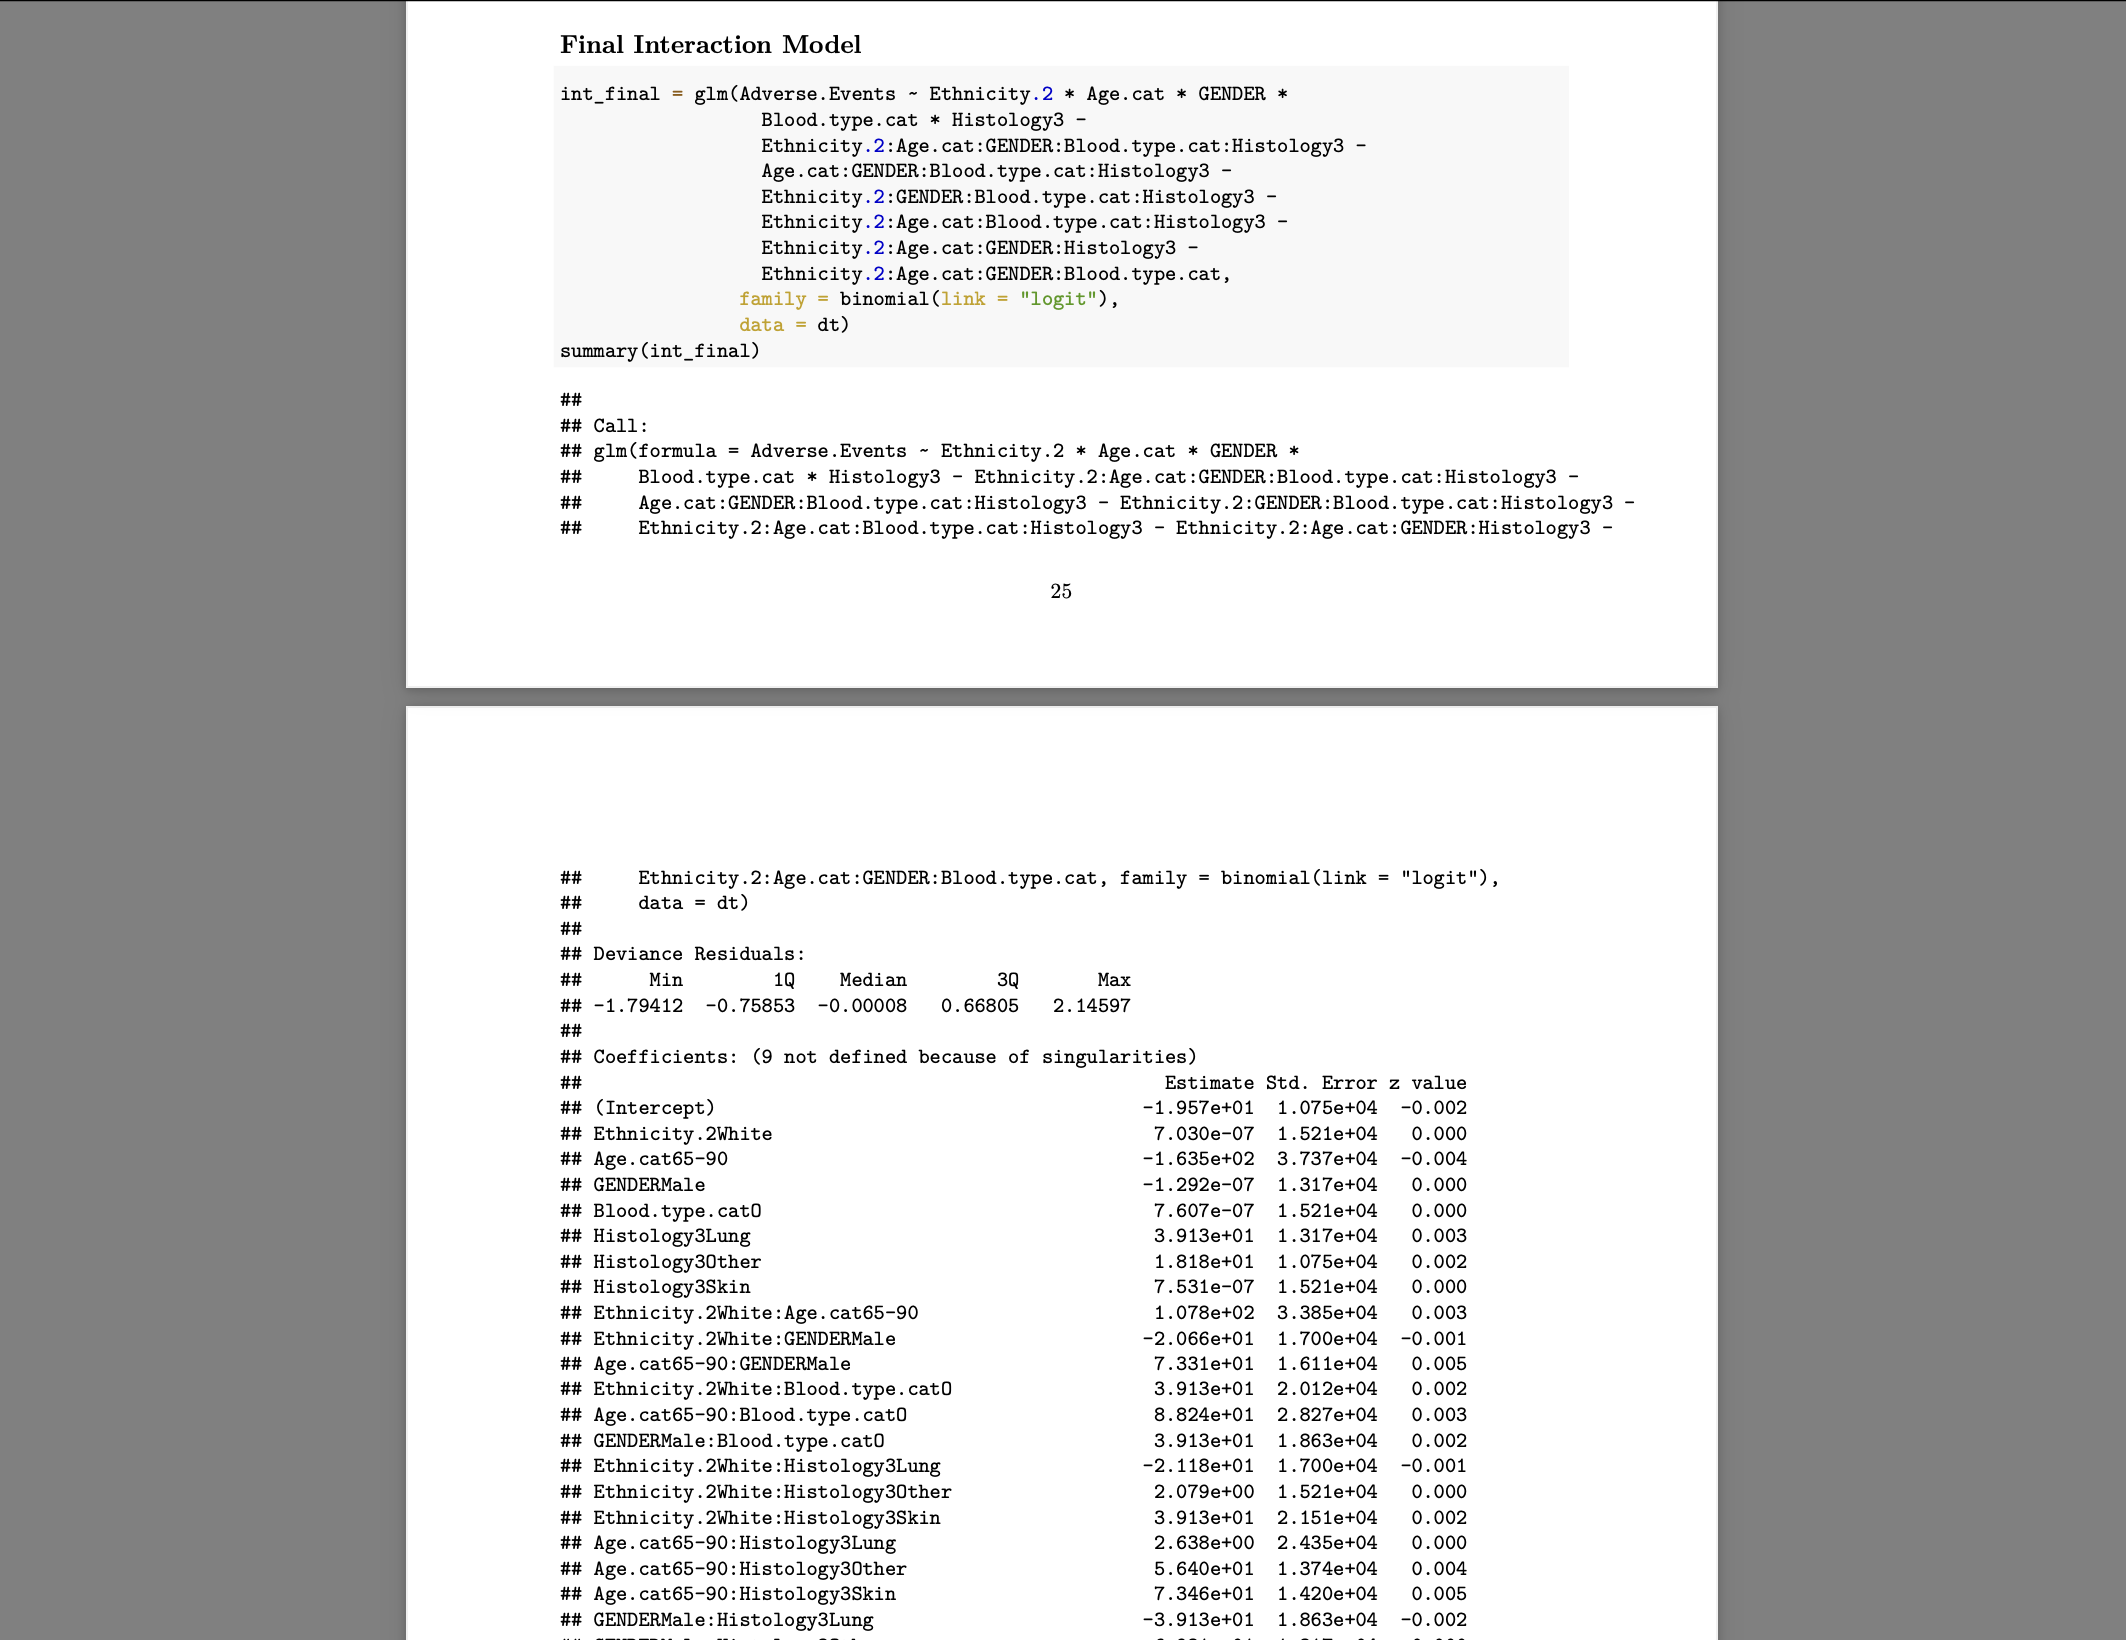 Final Interaction Model
int_final = glm(Adverse.Events ~ Ethnicity.2 * Age.cat * GENDER *
Blood.type.cat * Histology3 -
Ethnicity.2:Age.cat:GENDER:Blood.type.cat:Histology3 -
Age.cat:GENDER:Blood.type.cat:Histology3 -
Ethnicity.2:GENDER:Blood.type.cat:Histology3 -
Ethnicity.2:Age.cat:Blood.type.cat:Histology3 -
Ethnicity.2:Age.cat:GENDER:Histology3 -
Ethnicity.2:Age.cat:GENDER:Blood.type.cat,
family = binomial(link = "logit"),
data = dt)
summary(int_final)
##
## Call:
## glm(formula = Adverse.Events ~ Ethnicity.2 * Age.cat * GENDER *
##     Blood.type.cat * Histology3 - Ethnicity.2:Age.cat:GENDER:Blood.type.cat:Histology3 -
##     Age.cat:GENDER:Blood.type.cat:Histology3 - Ethnicity.2:GENDER:Blood.type.cat:Histology3 -
##     Ethnicity.2:Age.cat:Blood.type.cat:Histology3 - Ethnicity.2:Age.cat:GENDER:Histology3 -
25
##     Ethnicity.2:Age.cat:GENDER:Blood.type.cat, family = binomial(link = "logit"),
##     data = dt)
##
## Deviance Residuals:
##      Min        1Q    Median        3Q       Max
## -1.79412  -0.75853  -0.00008   0.66805   2.14597
##
## Coefficients: (9 not defined because of singularities)
##                                                    Estimate Std. Error z value
## (Intercept)                                      -1.957e+01  1.075e+04  -0.002
## Ethnicity.2White                                  7.030e-07  1.521e+04   0.000
## Age.cat65-90                                     -1.635e+02  3.737e+04  -0.004
## GENDERMale                                       -1.292e-07  1.317e+04   0.000
## Blood.type.catO                                   7.607e-07  1.521e+04   0.000
## Histology3Lung                                    3.913e+01  1.317e+04   0.003
## Histology3Other                                   1.818e+01  1.075e+04   0.002
## Histology3Skin                                    7.531e-07  1.521e+04   0.000
## Ethnicity.2White:Age.cat65-90                     1.078e+02  3.385e+04   0.003
## Ethnicity.2White:GENDERMale                      -2.066e+01  1.700e+04  -0.001
## Age.cat65-90:GENDERMale                           7.331e+01  1.611e+04   0.005
## Ethnicity.2White:Blood.type.catO                  3.913e+01  2.012e+04   0.002
## Age.cat65-90:Blood.type.catO                      8.824e+01  2.827e+04   0.003
## GENDERMale:Blood.type.catO                        3.913e+01  1.863e+04   0.002
## Ethnicity.2White:Histology3Lung                  -2.118e+01  1.700e+04  -0.001
## Ethnicity.2White:Histology3Other                  2.079e+00  1.521e+04   0.000
## Ethnicity.2White:Histology3Skin                   3.913e+01  2.151e+04   0.002
## Age.cat65-90:Histology3Lung                       2.638e+00  2.435e+04   0.000
## Age.cat65-90:Histology3Other                      5.640e+01  1.374e+04   0.004
## Age.cat65-90:Histology3Skin                       7.346e+01  1.420e+04   0.005
## GENDERMale:Histology3Lung                        -3.913e+01  1.863e+04  -0.002